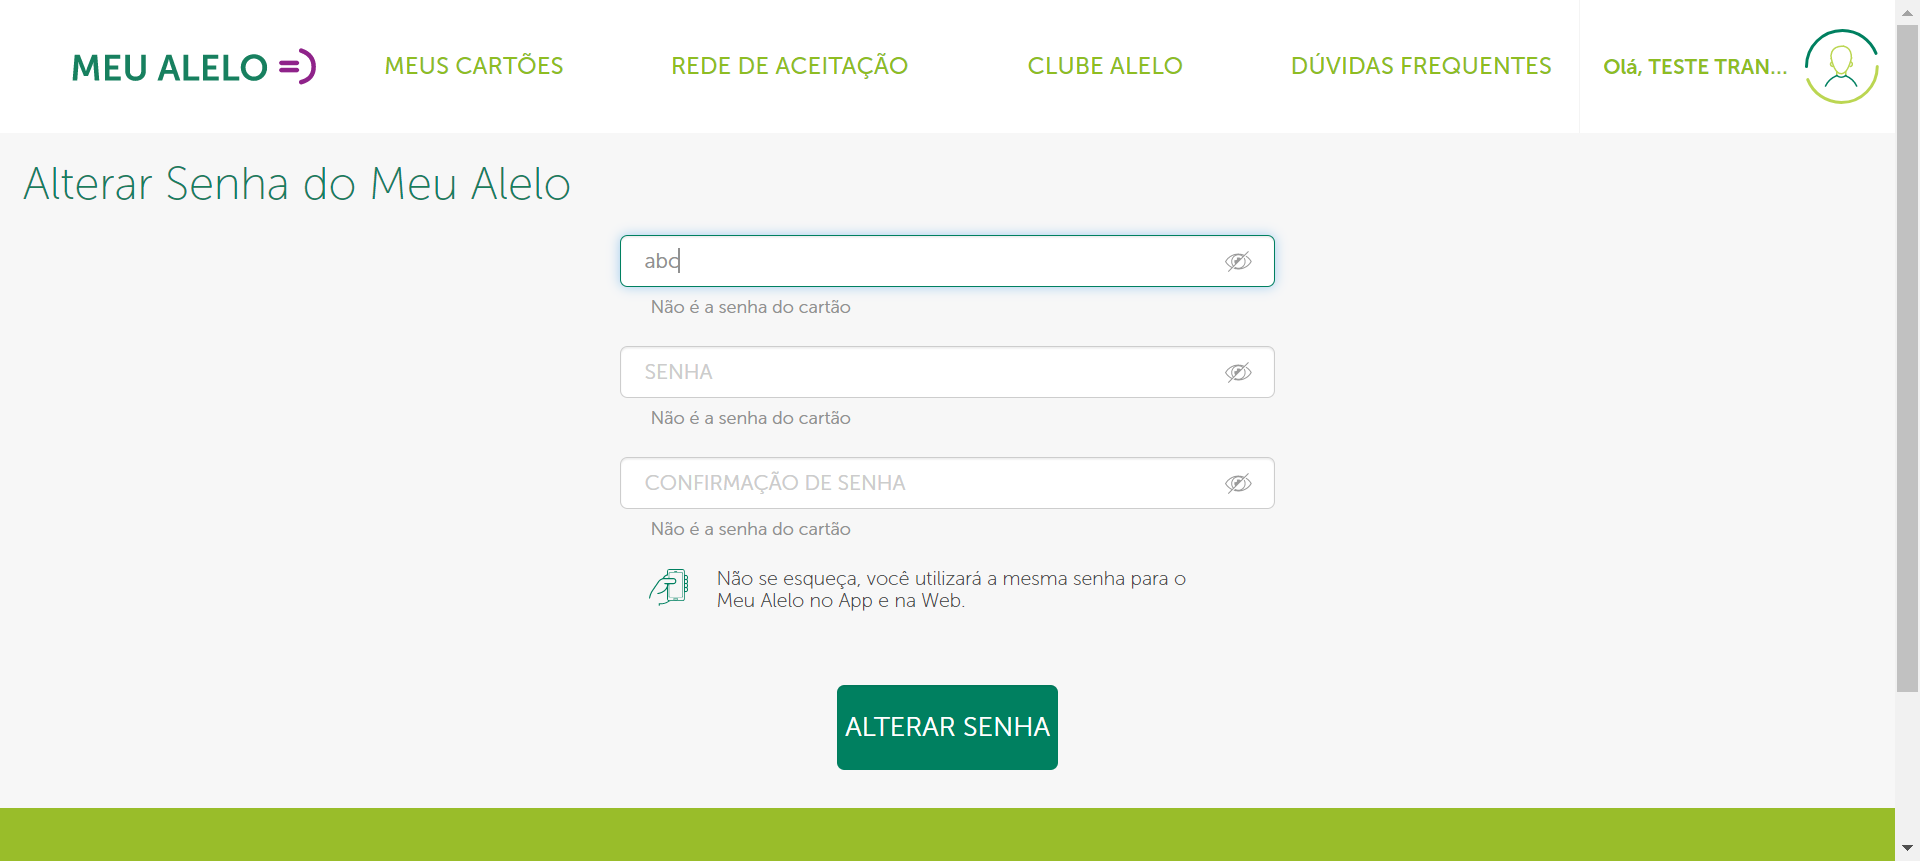 MEU ALELO
MEUS CARTÕES
REDE DE ACEITAÇÃO
CLUBE ALELO
DÚVIDAS FREQUENTES
Olá, TESTE TRAN...
Alterar Senha do Meu Alelo
abc
Não é a senha do cartão
SENHA
Não é a senha do cartão
CONFIRMAÇÃO DE SENHA
Não é a senha do cartão
Não se esqueça, você utilizará a mesma senha para o
Meu Alelo no App e na Web.
ALTERAR SENHA